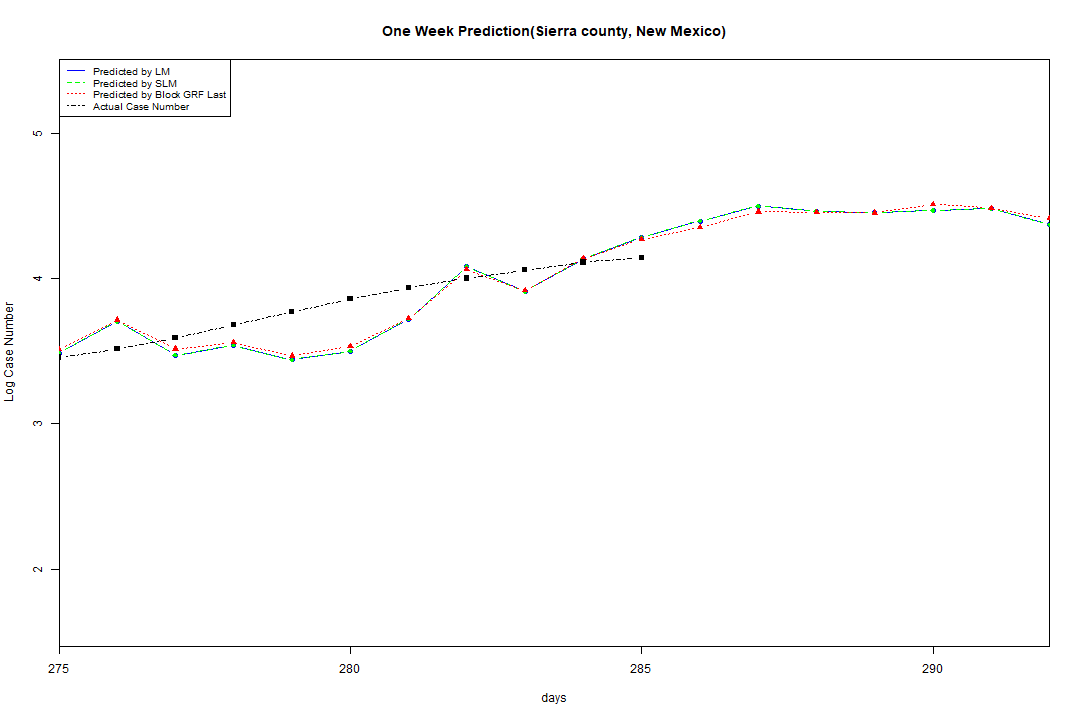 One Week Prediction(Sierra county, New Mexico)
Predicted by LM
Predicted by SLM
Predicted by Block GRF Last
Actual Case Number
5
4
3
2
Log Case Number
275
280
285
290
days